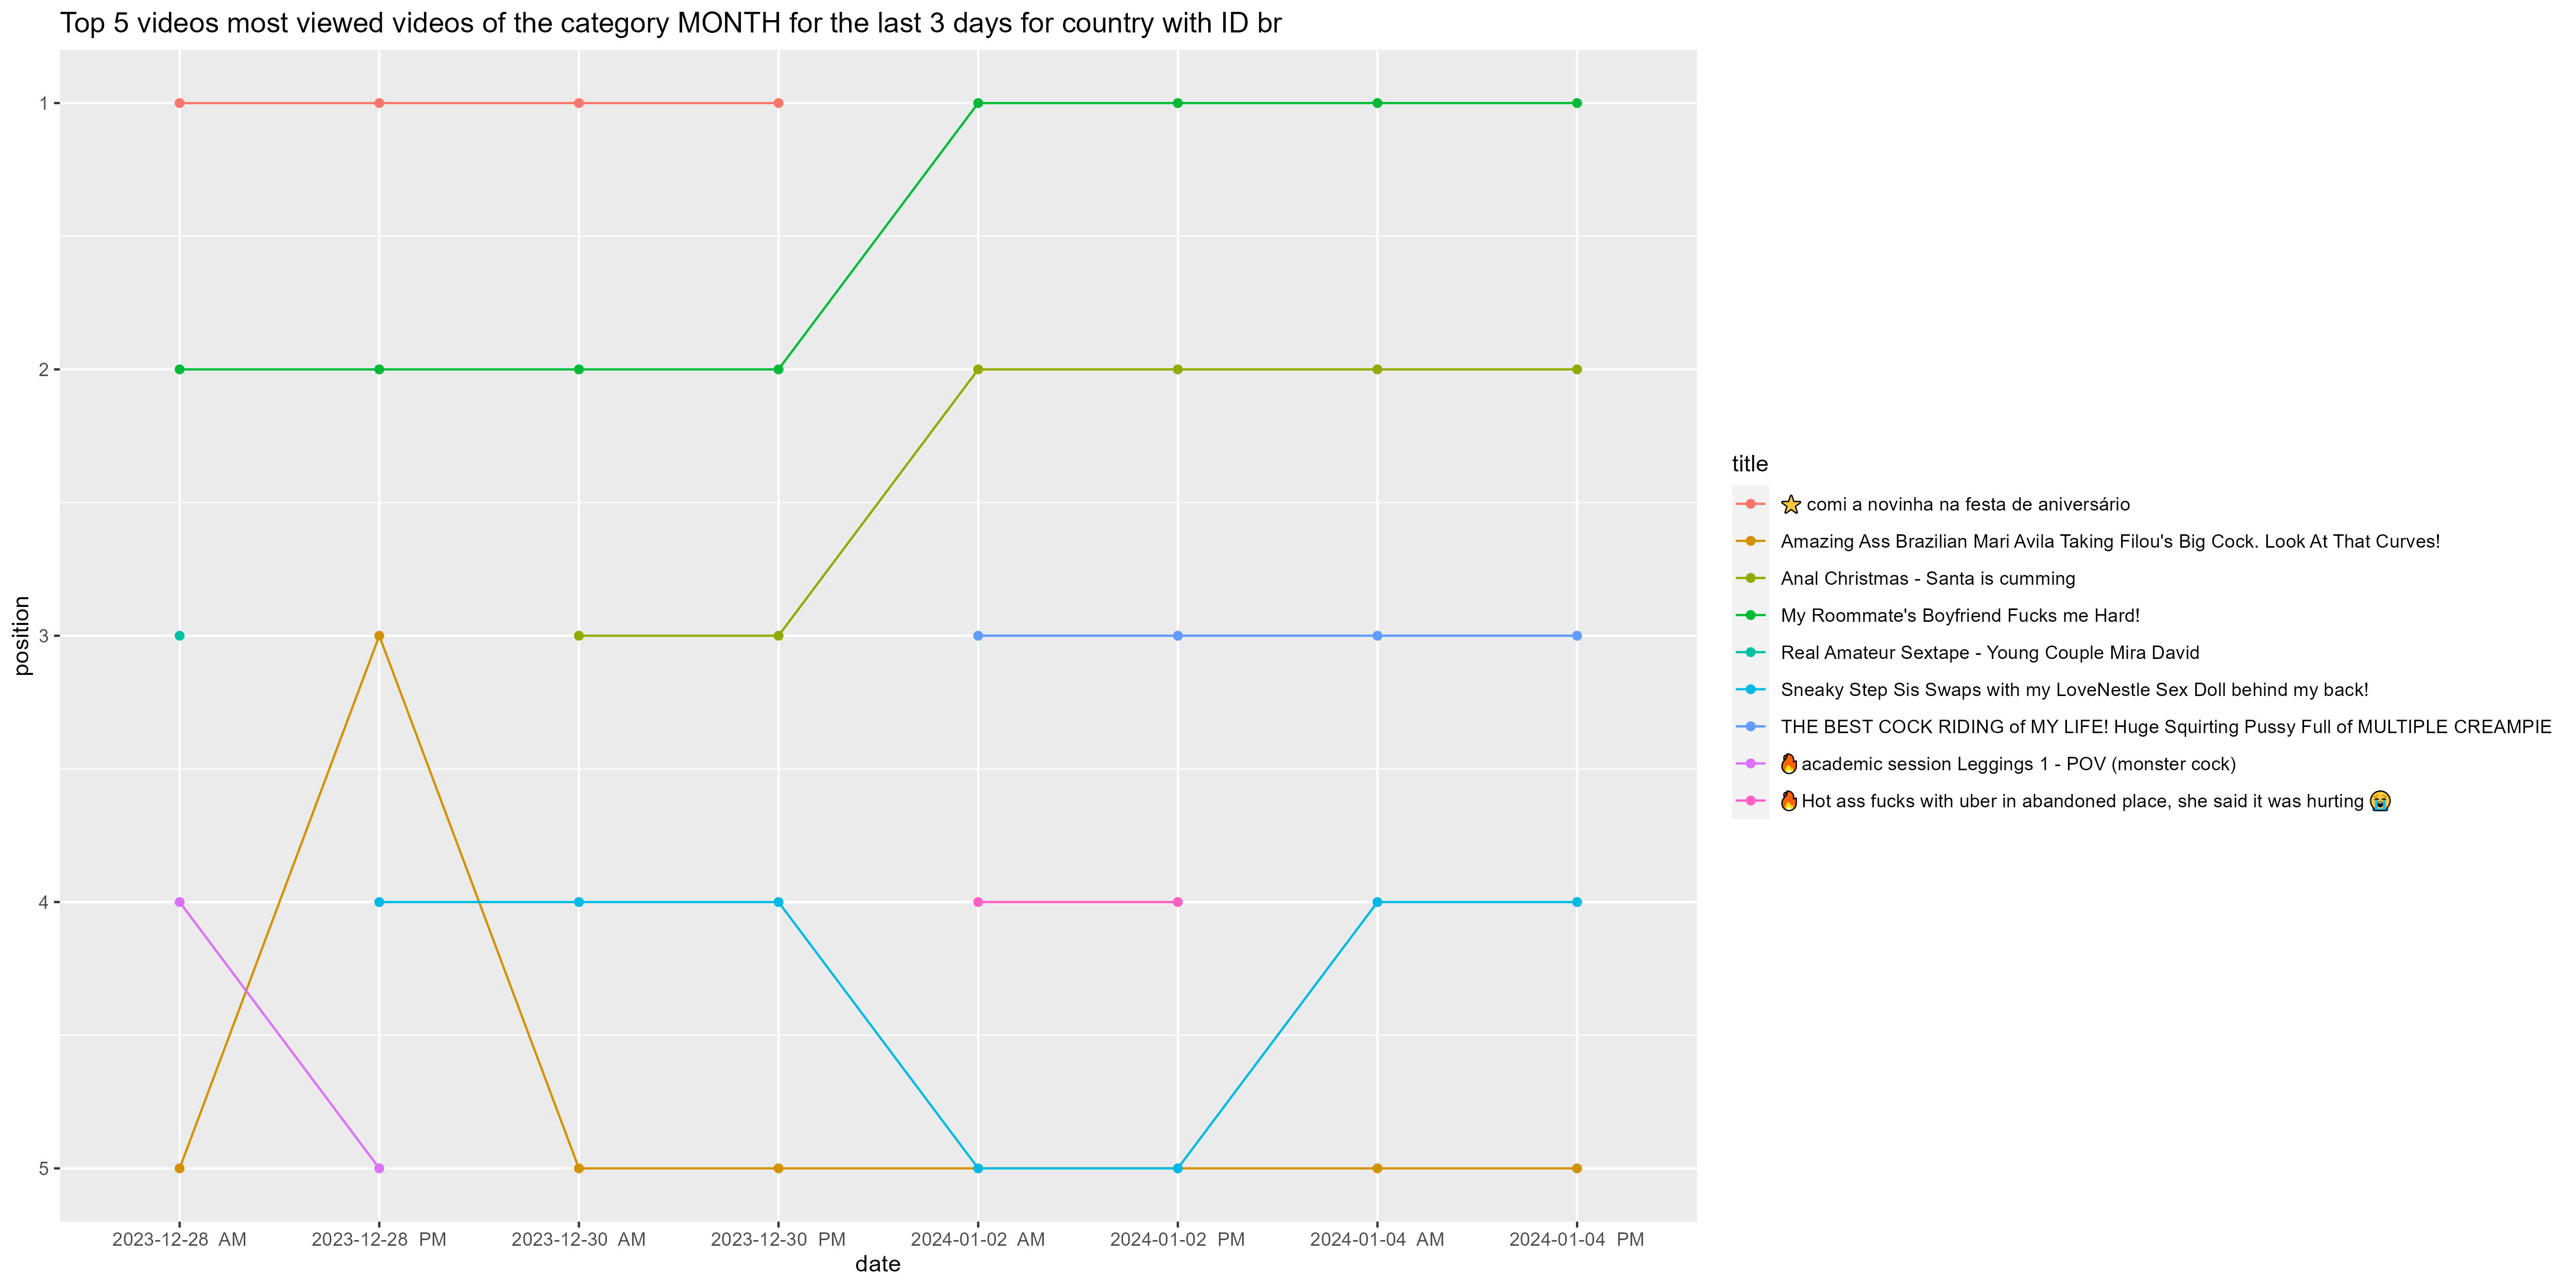 Top 5 videos most viewed videos of the category MONTH for the last 3 days for country with ID br
position
1
2
3
4
5
2023-12-28 AM
2023-12-28 PM
2023-12-30 AM
2023-12-30 PM
2024-01-02 AM
2024-01-02 PM
2024-01-04 AM
2024-01-04 PM
date
title
⭐ comi a novinha na festa de aniversário
Amazing Ass Brazilian Mari Avila Taking Filou's Big Cock. Look At That Curves!
Anal Christmas - Santa is cumming
My Roommate's Boyfriend Fucks me Hard!
Real Amateur Sextape - Young Couple Mira David
Sneaky Step Sis Swaps with my LoveNestle Sex Doll behind my back!
THE BEST COCK RIDING of MY LIFE! Huge Squirting Pussy Full of MULTIPLE CREAMPIE
🔥 academic session Leggings 1 - POV (monster cock)
🔥 Hot ass fucks with uber in abandoned place, she said it was hurting 😭